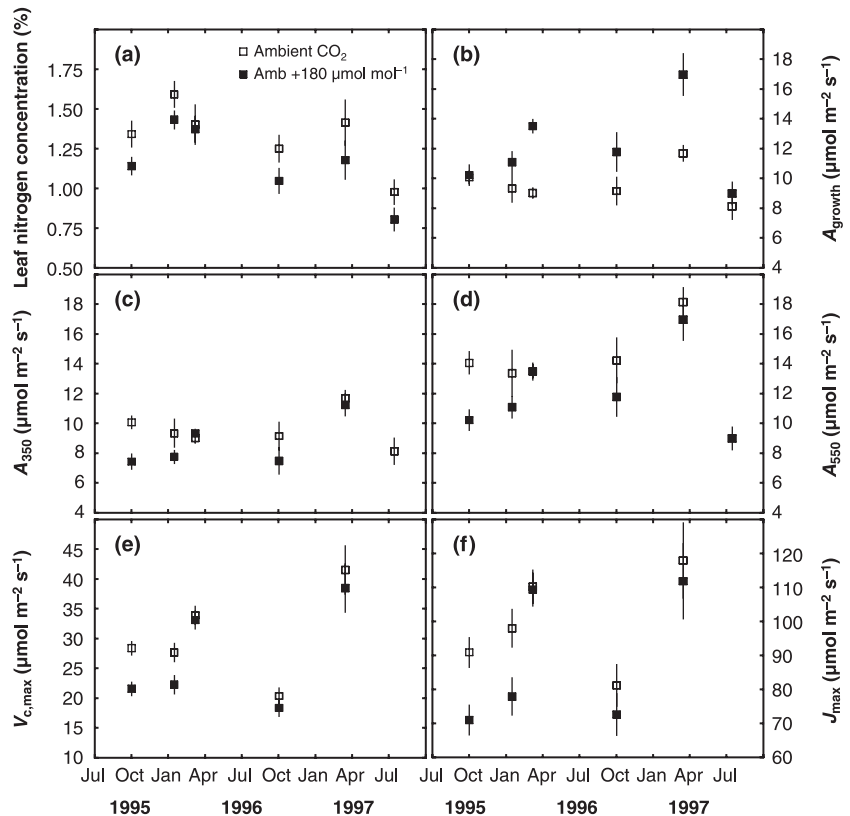 Leaf nitrogen concentration (%)
1.75
1.50
1.25
1.00
0.75
0.50
(a)
Ambient CO₂
Amb +180 μmol mol⁻¹
(b)
18
16
14
12
10
8
6
4
A_growth (μmol m⁻² s⁻¹)
A₃₅₀ (μmol m⁻² s⁻¹)
18
16
14
12
10
8
6
4
(c)
(d)
18
16
14
12
10
8
6
4
A₅₅₀ (μmol m⁻² s⁻¹)
V_c,max (μmol m⁻² s⁻¹)
45
40
35
30
25
20
15
10
(e)
(f)
120
110
100
90
80
70
60
J_max (μmol m⁻² s⁻¹)
Jul Oct Jan Apr Jul Oct Jan Apr Jul
1995 1996 1997
Jul Oct Jan Apr Jul Oct Jan Apr Jul
1995 1996 1997